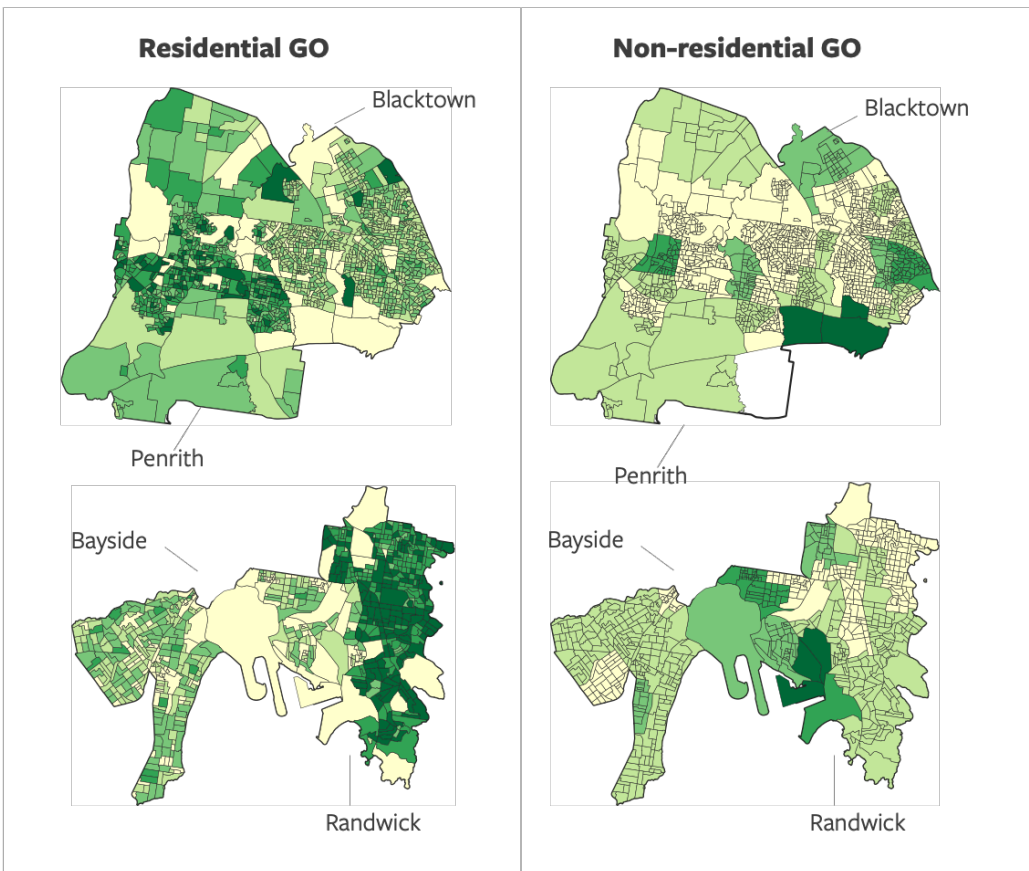 Residential GO
Blacktown
Penrith
Bayside
Randwick
Non-residential GO
Blacktown
Penrith
Bayside
Randwick